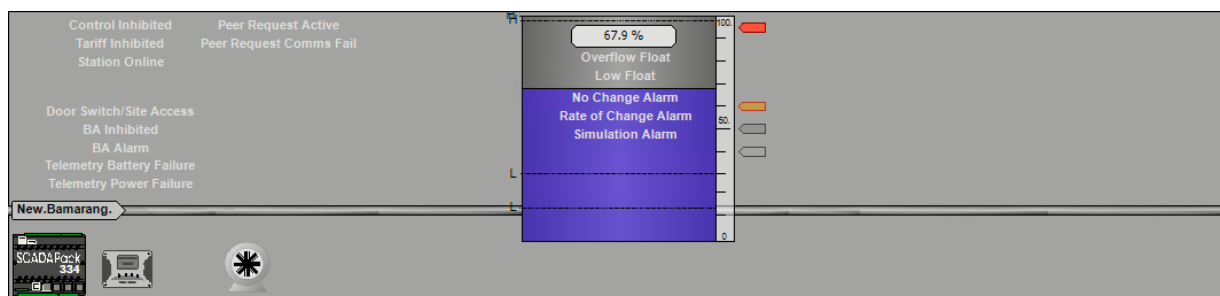 Control Inhibited
Peer Request Active
Tariff Inhibited
Peer Request Comms Fail
Station Online
Door Switch/Site Access
BA Inhibited
BA Alarm
Telemetry Battery Failure
Telemetry Power Failure
New.Bamarang.
SCADAPack
334
H
67.9 %
Overflow Float
Low Float
No Change Alarm
Rate of Change Alarm
Simulation Alarm
L
L
100.
50.
0